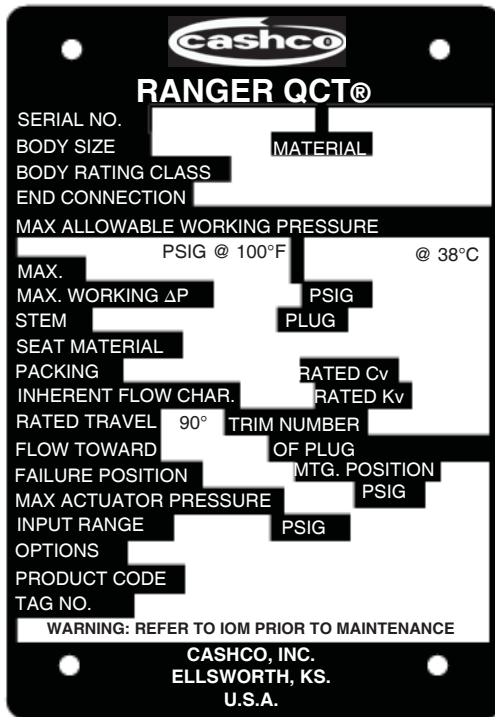 cashco
RANGER QCT®
SERIAL NO.
BODY SIZE MATERIAL
BODY RATING CLASS
END CONNECTION
MAX ALLOWABLE WORKING PRESSURE
PSIG @ 100°F @ 38°C
MAX.
MAX. WORKING ΔP PSIG
STEM PLUG
SEAT MATERIAL
PACKING RATED Cv
INHERENT FLOW CHAR. RATED Kv
RATED TRAVEL 90° TRIM NUMBER
FLOW TOWARD OF PLUG
FAILURE POSITION MTG. POSITION
MAX ACTUATOR PRESSURE PSIG
INPUT RANGE PSIG
OPTIONS
PRODUCT CODE
TAG NO.
WARNING: REFER TO IOM PRIOR TO MAINTENANCE
CASHCO, INC.
ELLSWORTH, KS.
U.S.A.